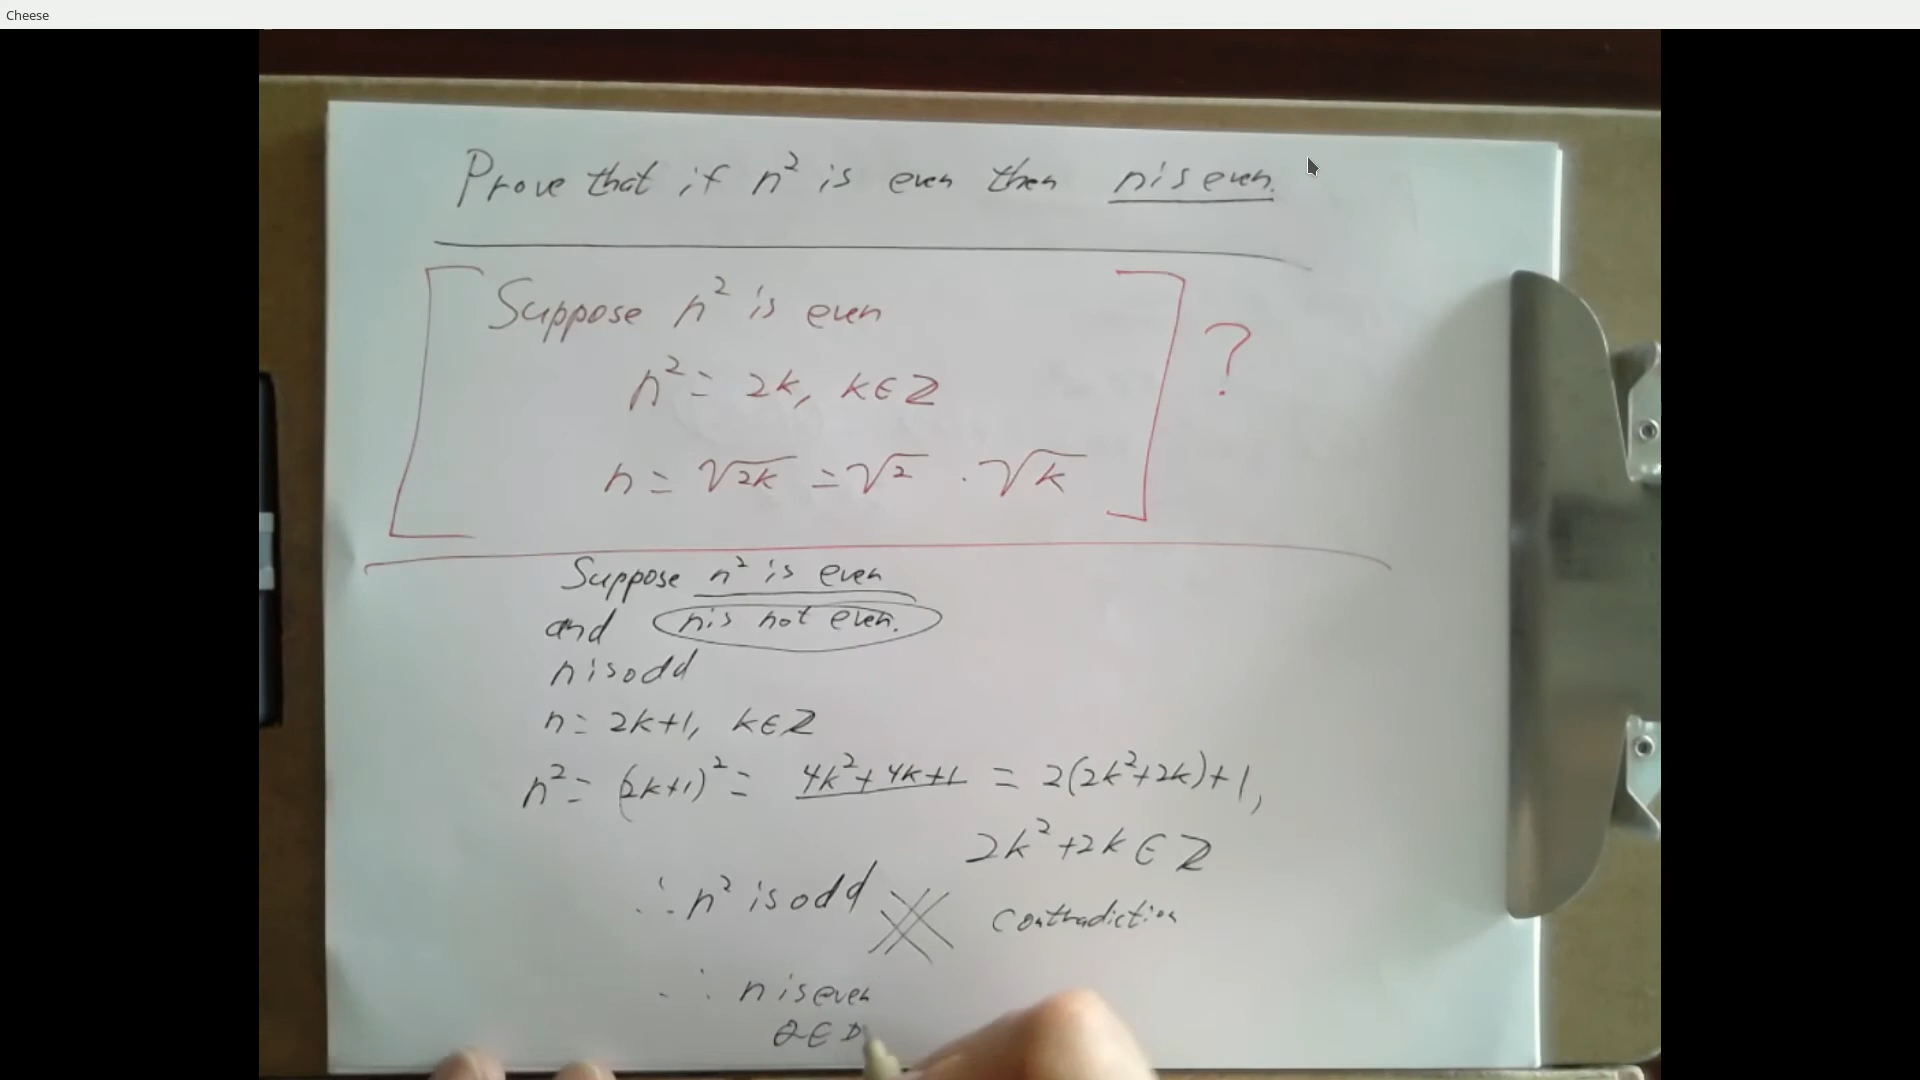 Cheese
Prove that if n² is even then n is even.
Suppose n² is even
n² = 2k, k∈ℤ
?
n = √2k = √2 · √k
Suppose n² is even
and n is not even.
n is odd
n = 2k+1, k∈ℤ
n² = (2k+1)² = 4k²+4k+1 = 2(2k²+2k)+1,
2k²+2k ∈ ℤ
∴ n² is odd
contradiction
∴ n is even
QED